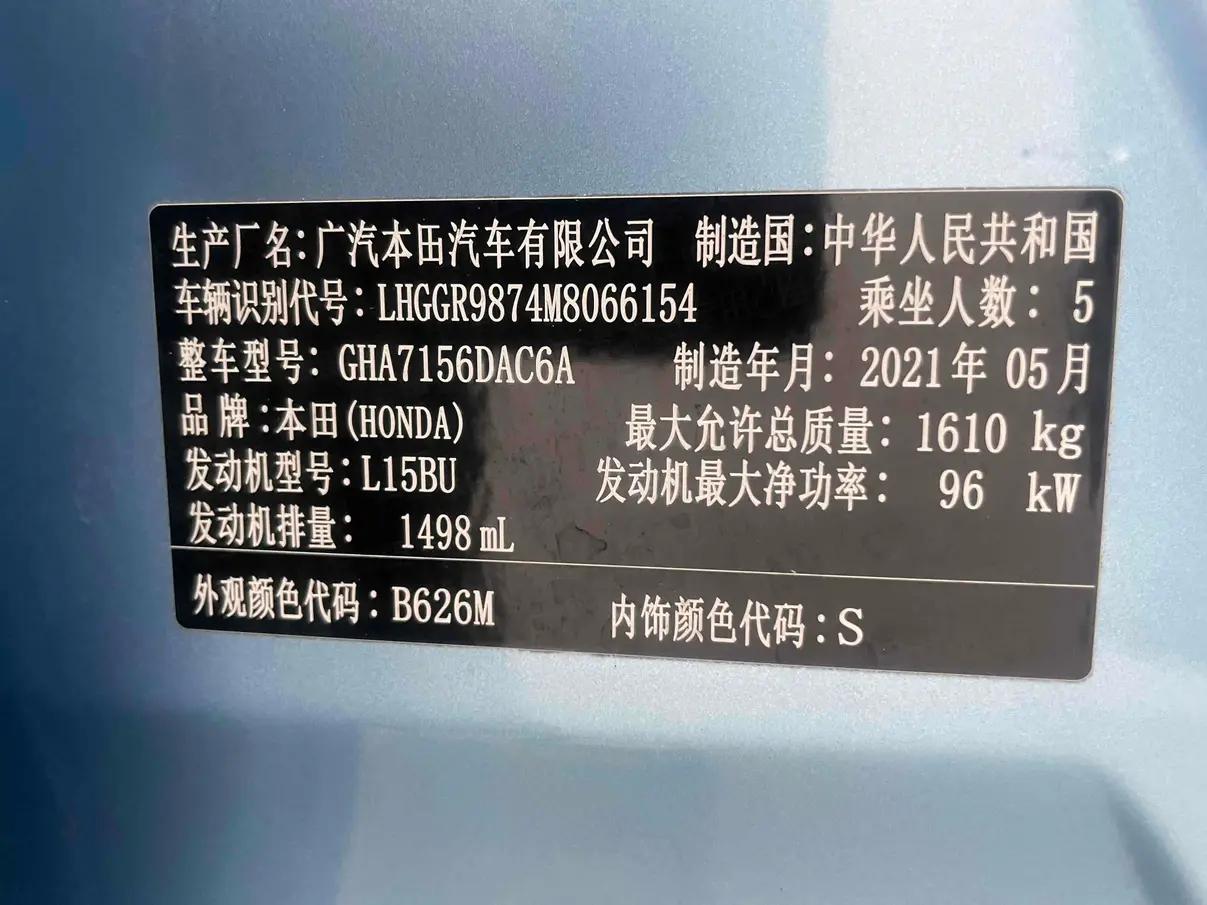 生产厂名:广汽本田汽车有限公司 制造国:中华人民共和国
车辆识别代号:LHGGR9874M8066154 乘坐人数:5
整车型号:GHA7156DAC6A 制造年月:2021年05月
品牌:本田(HONDA) 最大允许总质量:1610 kg
发动机型号:L15BU 发动机最大净功率:96 kW
发动机排量:1498 mL
外观颜色代码:B626M 内饰颜色代码:S